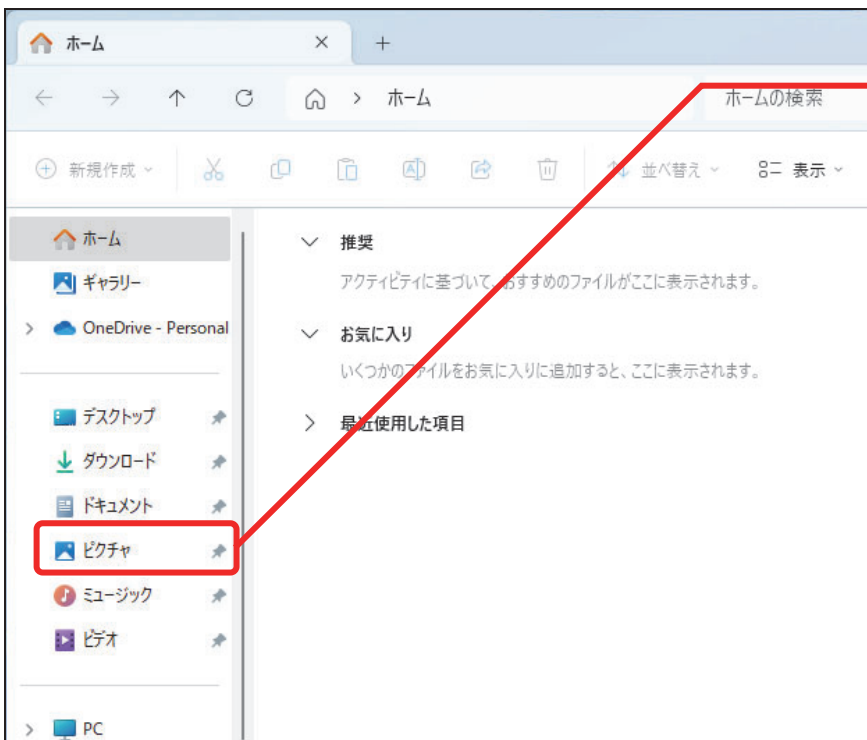 ホーム
ホーム
ホームの検索
新規作成
並べ替え
表示
ホーム
ギャラリー
OneDrive - Personal
デスクトップ
ダウンロード
ドキュメント
ピクチャ
ミュージック
ビデオ
PC
推奨
アクティビティに基づいて、おすすめのファイルがここに表示されます。
お気に入り
いくつかのファイルをお気に入りに追加すると、ここに表示されます。
最近使用した項目